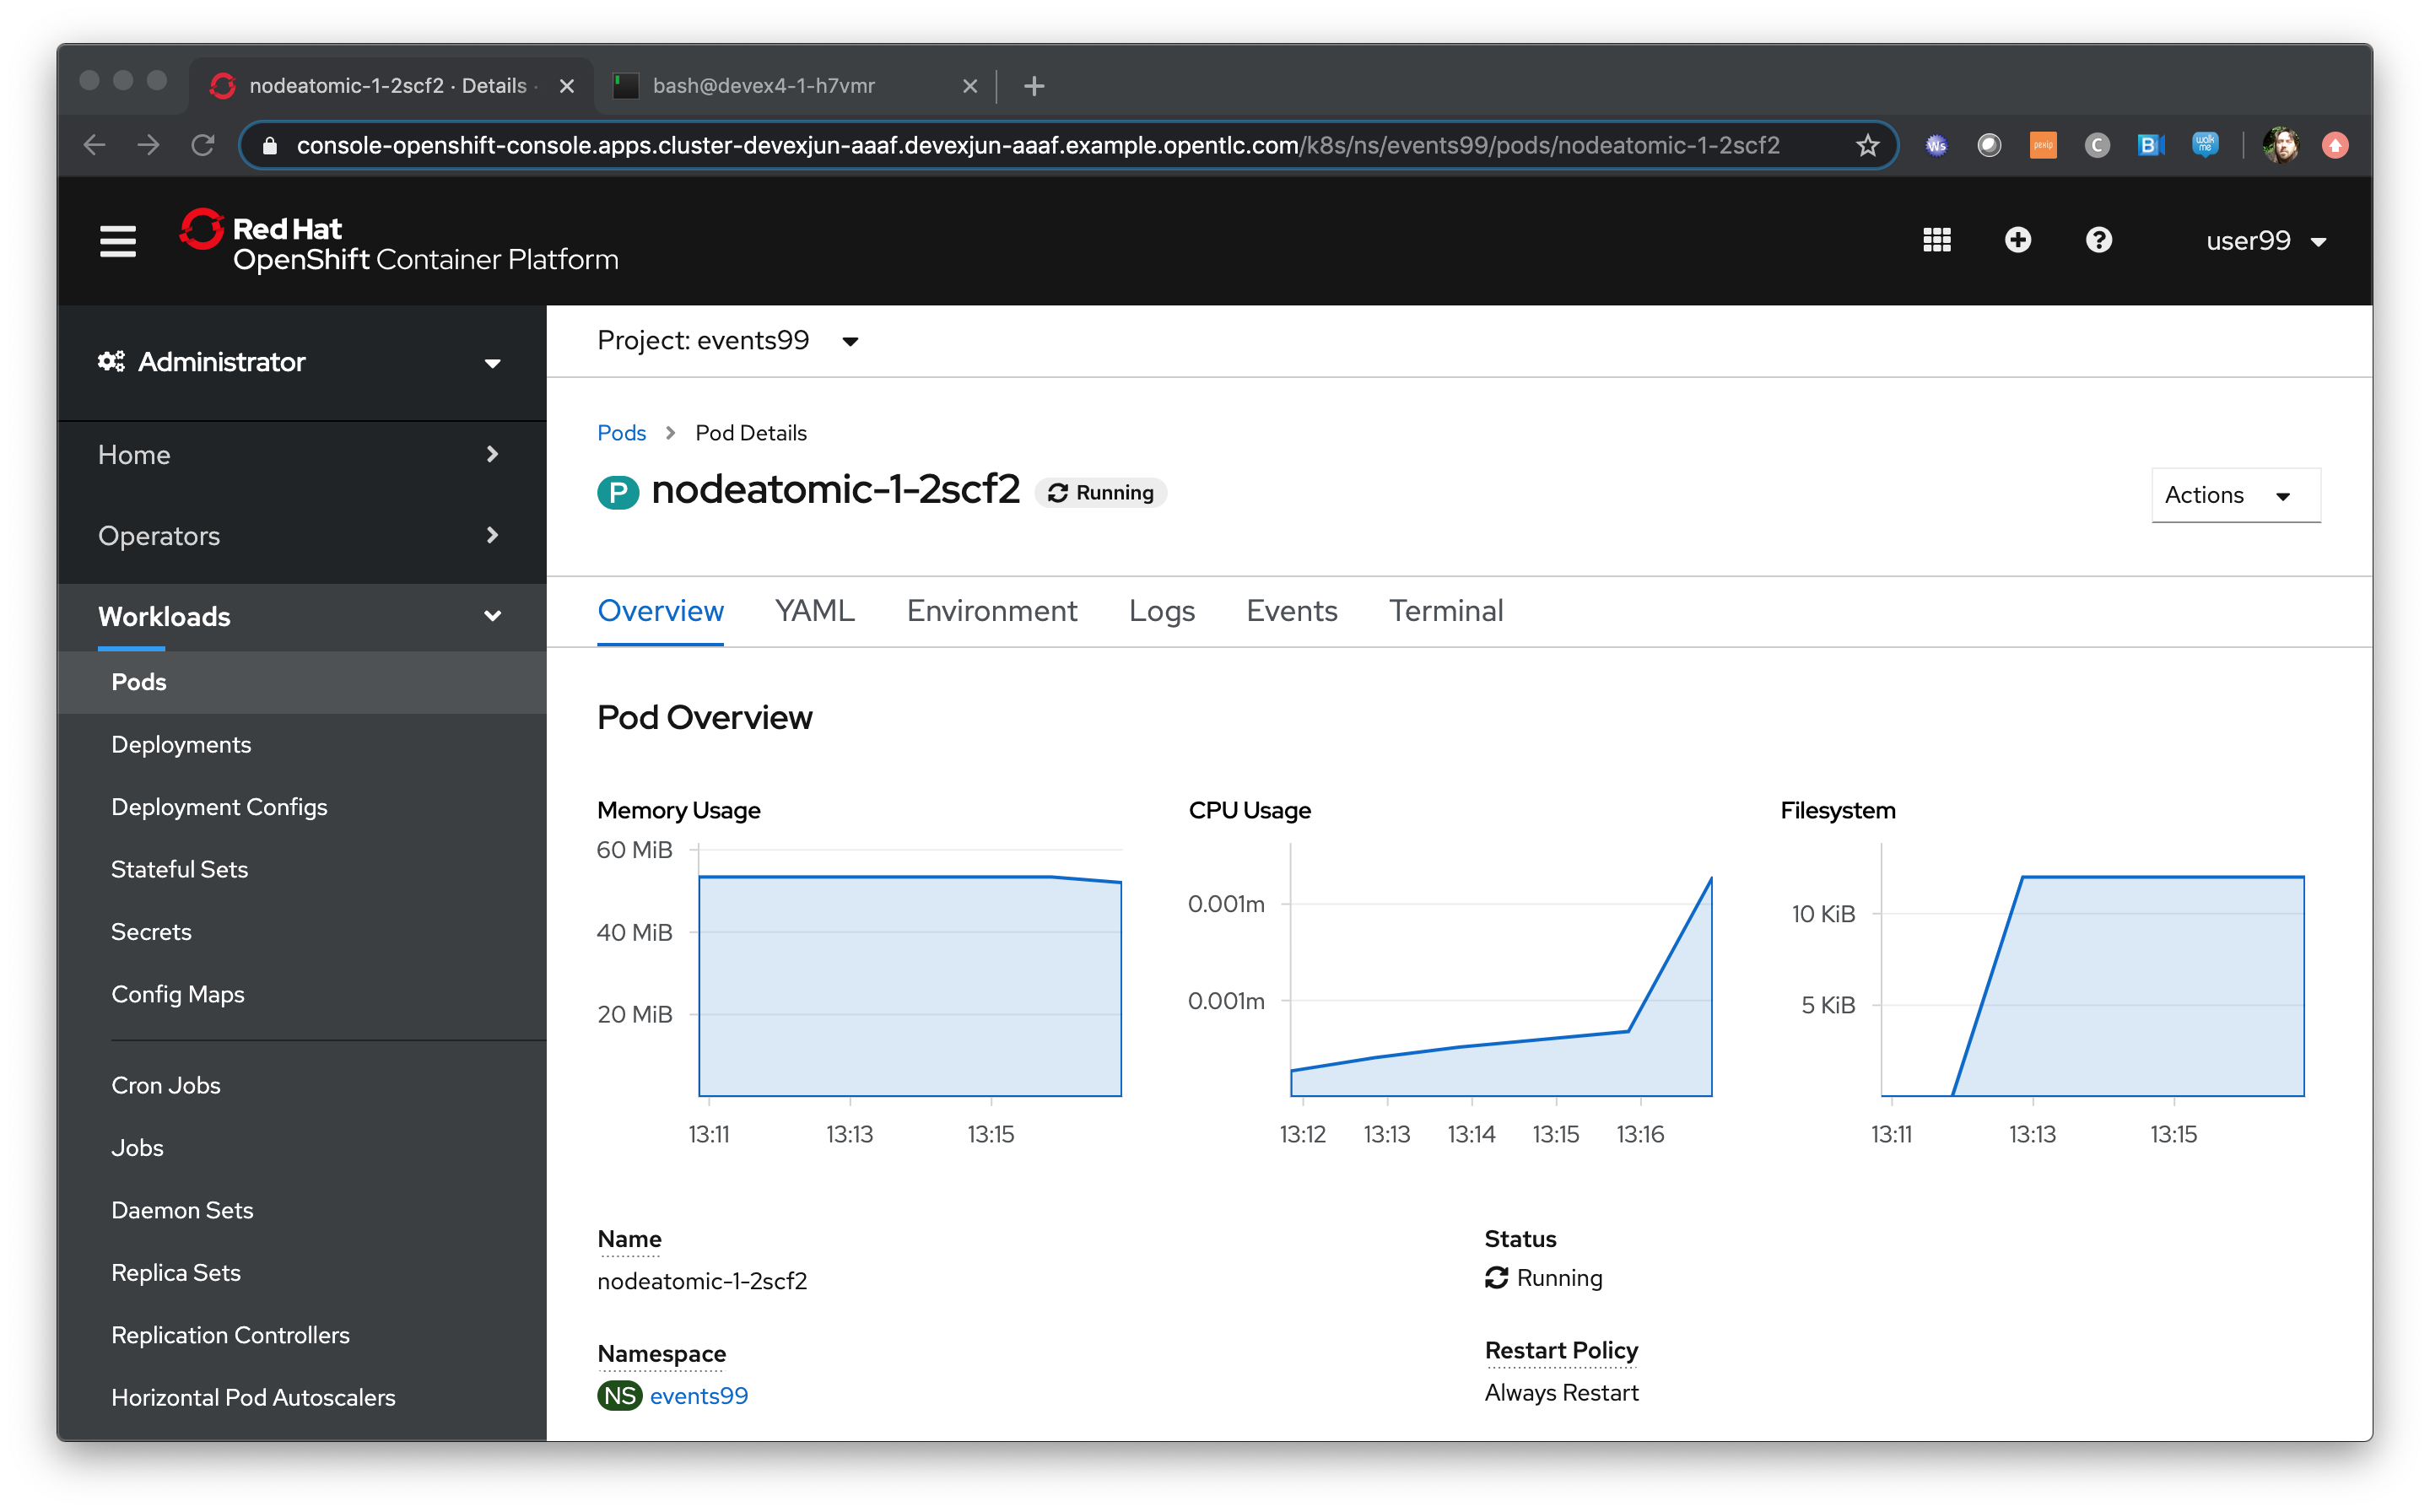 nodeatomic-1-2scf2 · Details ·
bash@devex4-1-h7vmr
console-openshift-console.apps.cluster-devexjun-aaaf.devexjun-aaaf.example.opentlc.com/k8s/ns/events99/pods/nodeatomic-1-2scf2
Ws
pexip
C
B
walk
me
Red Hat
OpenShift Container Platform
user99
Administrator
Home
Operators
Workloads
Pods
Deployments
Deployment Configs
Stateful Sets
Secrets
Config Maps
Cron Jobs
Jobs
Daemon Sets
Replica Sets
Replication Controllers
Horizontal Pod Autoscalers
Project: events99
Pods Pod Details
P nodeatomic-1-2scf2 Running
Actions
Overview YAML Environment Logs Events Terminal
Pod Overview
Memory Usage
60 MiB
40 MiB
20 MiB
13:11 13:13 13:15
CPU Usage
0.001m
0.001m
13:12 13:13 13:14 13:15 13:16
Filesystem
10 KiB
5 KiB
13:11 13:13 13:15
Name
nodeatomic-1-2scf2
Namespace
NS events99
Status
Running
Restart Policy
Always Restart